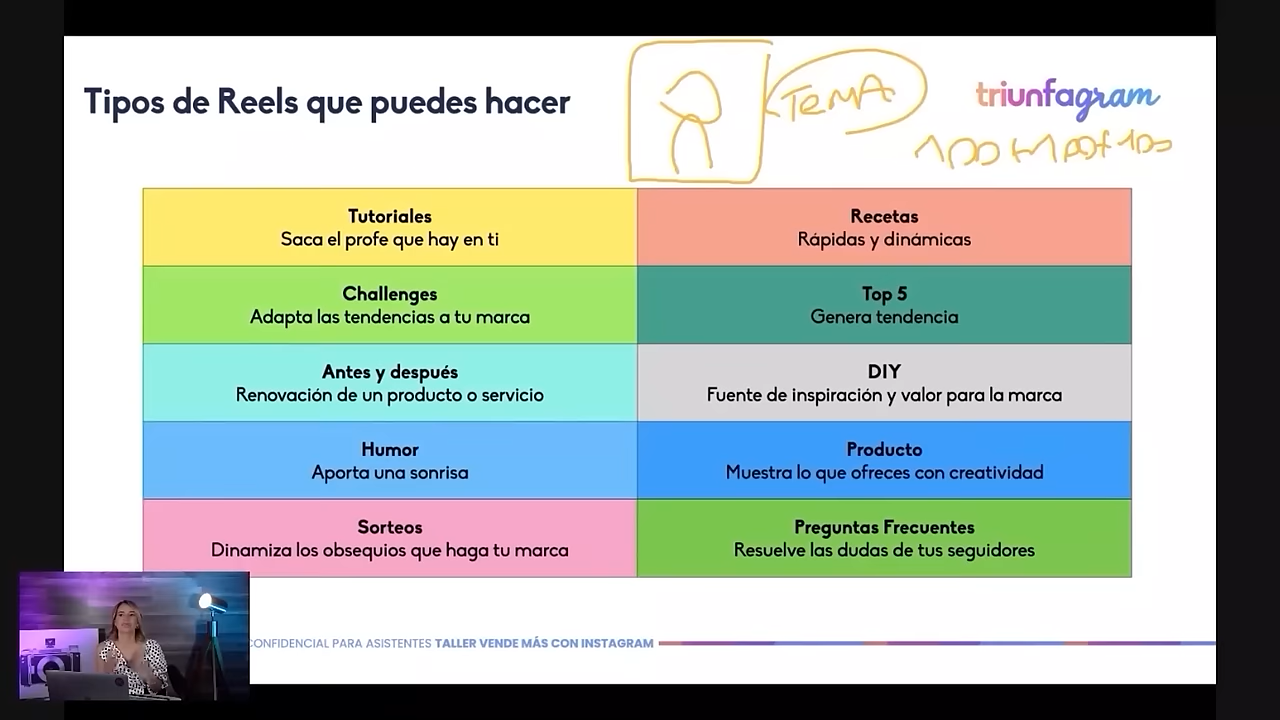 Tipos de Reels que puedes hacer
TEMA
triunfagram
Tutoriales
Saca el profe que hay en ti
Recetas
Rápidas y dinámicas
Challenges
Adapta las tendencias a tu marca
Top 5
Genera tendencia
Antes y después
Renovación de un producto o servicio
DIY
Fuente de inspiración y valor para la marca
Humor
Aporta una sonrisa
Producto
Muestra lo que ofreces con creatividad
Sorteos
Dinamiza los obsequios que haga tu marca
Preguntas Frecuentes
Resuelve las dudas de tus seguidores
CONFIDENCIAL PARA ASISTENTES TALLER VENDE MÁS CON INSTAGRAM